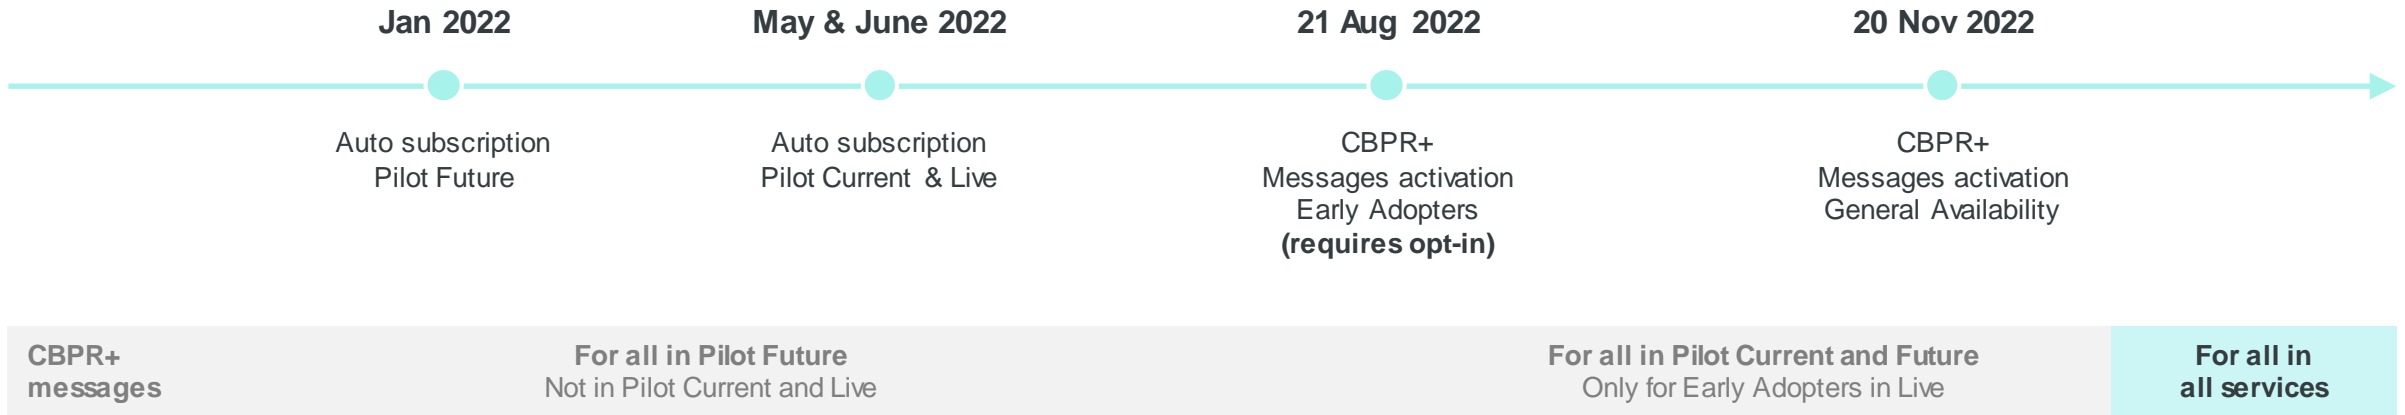 Jan 2022
May & June 2022
21 Aug 2022
20 Nov 2022
Auto subscription
Pilot Future
Auto subscription
Pilot Current & Live
CBPR+
Messages activation
Early Adopters
(requires opt-in)
CBPR+
Messages activation
General Availability
CBPR+
messages
For all in Pilot Future
Not in Pilot Current and Live
For all in Pilot Current and Future
Only for Early Adopters in Live
For all in
all services